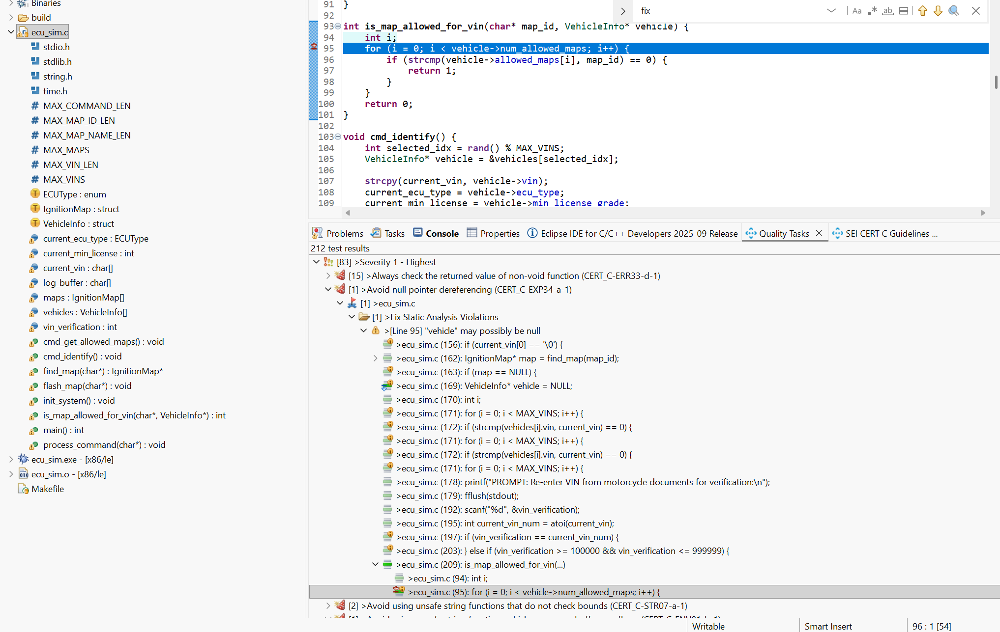 Binaries
build
ecu_sim.c
stdio.h
stdlib.h
string.h
time.h
MAX_COMMAND_LEN
MAX_MAP_ID_LEN
MAX_MAP_NAME_LEN
MAX_MAPS
MAX_VIN_LEN
MAX_VINS
ECUType : enum
IgnitionMap : struct
VehicleInfo : struct
current_ecu_type : ECUType
current_min_license : int
current_vin : char[]
log_buffer : char[]
maps : IgnitionMap[]
vehicles : VehicleInfo[]
vin_verification : int
cmd_get_allowed_maps() : void
cmd_identify() : void
find_map(char*) : IgnitionMap*
flash_map(char*) : void
init_system() : void
is_map_allowed_for_vin(char*, VehicleInfo*) : int
main() : int
process_command(char*) : void
ecu_sim.exe - [x86/le]
ecu_sim.o - [x86/le]
Makefile
fix
91 }
92
93 int is_map_allowed_for_vin(char* map_id, VehicleInfo* vehicle) {
94     int i;
95     for (i = 0; i < vehicle->num_allowed_maps; i++) {
96         if (strcmp(vehicle->allowed_maps[i], map_id) == 0) {
97             return 1;
98         }
99     }
100     return 0;
101 }
102
103 void cmd_identify() {
104     int selected_idx = rand() % MAX_VINS;
105     VehicleInfo* vehicle = &vehicles[selected_idx];
106
107     strcpy(current_vin, vehicle->vin);
108     current_ecu_type = vehicle->ecu_type;
109     current_min_license = vehicle->min_license_grade;
Problems Tasks Console Properties Eclipse IDE for C/C++ Developers 2025-09 Release Quality Tasks SEI CERT C Guidelines ...
212 test results
[83] >Severity 1 - Highest
[15] >Always check the returned value of non-void function (CERT_C-ERR33-d-1)
[1] >Avoid null pointer dereferencing (CERT_C-EXP34-a-1)
[1] >ecu_sim.c
[1] >Fix Static Analysis Violations
>[Line 95] "vehicle" may possibly be null
>ecu_sim.c (156): if (current_vin[0] == '\0') {
>ecu_sim.c (162): IgnitionMap* map = find_map(map_id);
>ecu_sim.c (163): if (map == NULL) {
>ecu_sim.c (169): VehicleInfo* vehicle = NULL;
>ecu_sim.c (170): int i;
>ecu_sim.c (171): for (i = 0; i < MAX_VINS; i++) {
>ecu_sim.c (172): if (strcmp(vehicles[i].vin, current_vin) == 0) {
>ecu_sim.c (171): for (i = 0; i < MAX_VINS; i++) {
>ecu_sim.c (172): if (strcmp(vehicles[i].vin, current_vin) == 0) {
>ecu_sim.c (171): for (i = 0; i < MAX_VINS; i++) {
>ecu_sim.c (178): printf("PROMPT: Re-enter VIN from motorcycle documents for verification:\n");
>ecu_sim.c (179): fflush(stdout);
>ecu_sim.c (192): scanf("%d", &vin_verification);
>ecu_sim.c (195): int current_vin_num = atoi(current_vin);
>ecu_sim.c (197): if (vin_verification == current_vin_num) {
>ecu_sim.c (203): } else if (vin_verification >= 100000 && vin_verification <= 999999) {
>ecu_sim.c (209): is_map_allowed_for_vin(...)
>ecu_sim.c (94): int i;
>ecu_sim.c (95): for (i = 0; i < vehicle->num_allowed_maps; i++) {
[2] >Avoid using unsafe string functions that do not check bounds (CERT_C-STR07-a-1)
Writable Smart Insert 96 : 1 [54]